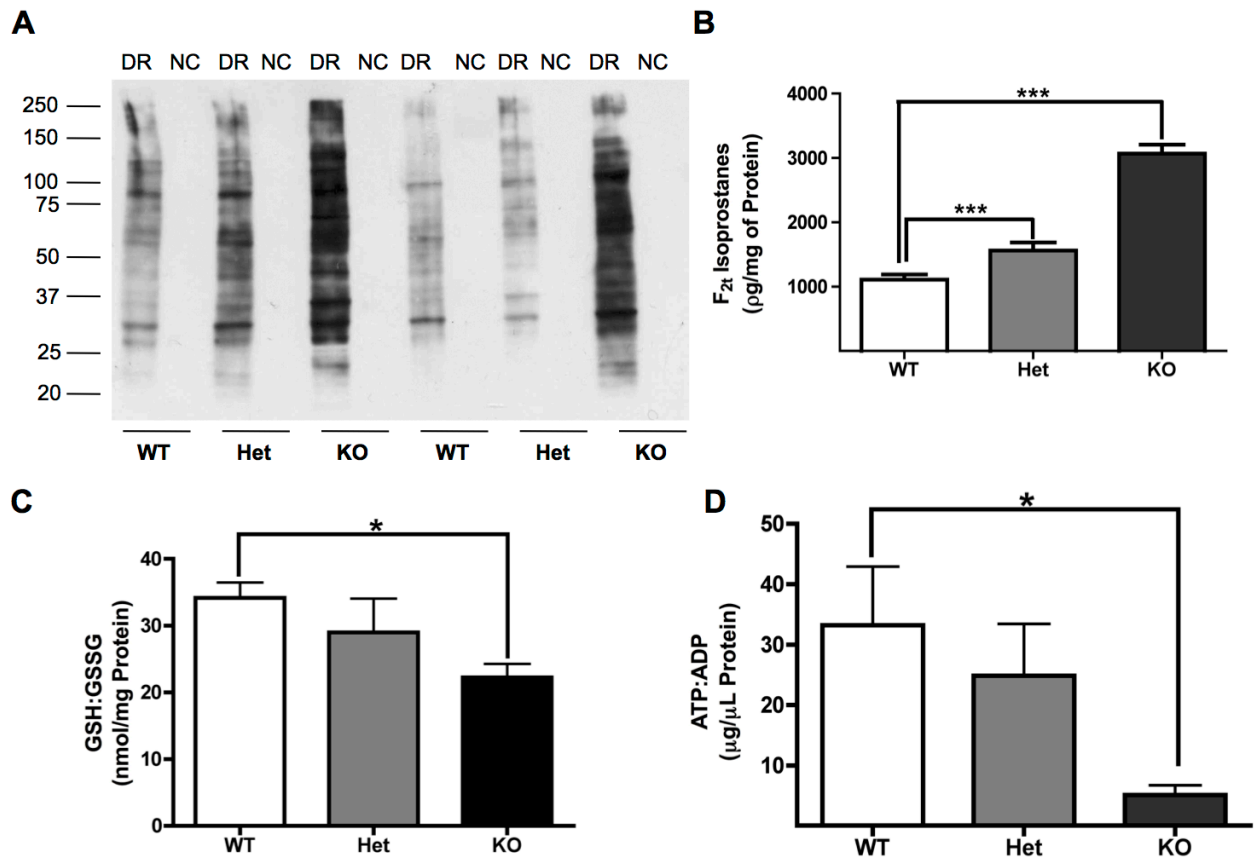 A
DR NC DR NC DR NC DR NC DR NC DR NC
250
150
100
75
50
37
25
20
WT Het KO WT Het KO
B
F2t Isoprostanes
(ρg/mg of Protein)
4000
3000
2000
1000
***
***
WT Het KO
C
GSH:GSSG
(nmol/mg Protein)
40
30
20
10
0
*
WT Het KO
D
ATP:ADP
(µg/µL Protein)
50
40
30
20
10
*
WT Het KO